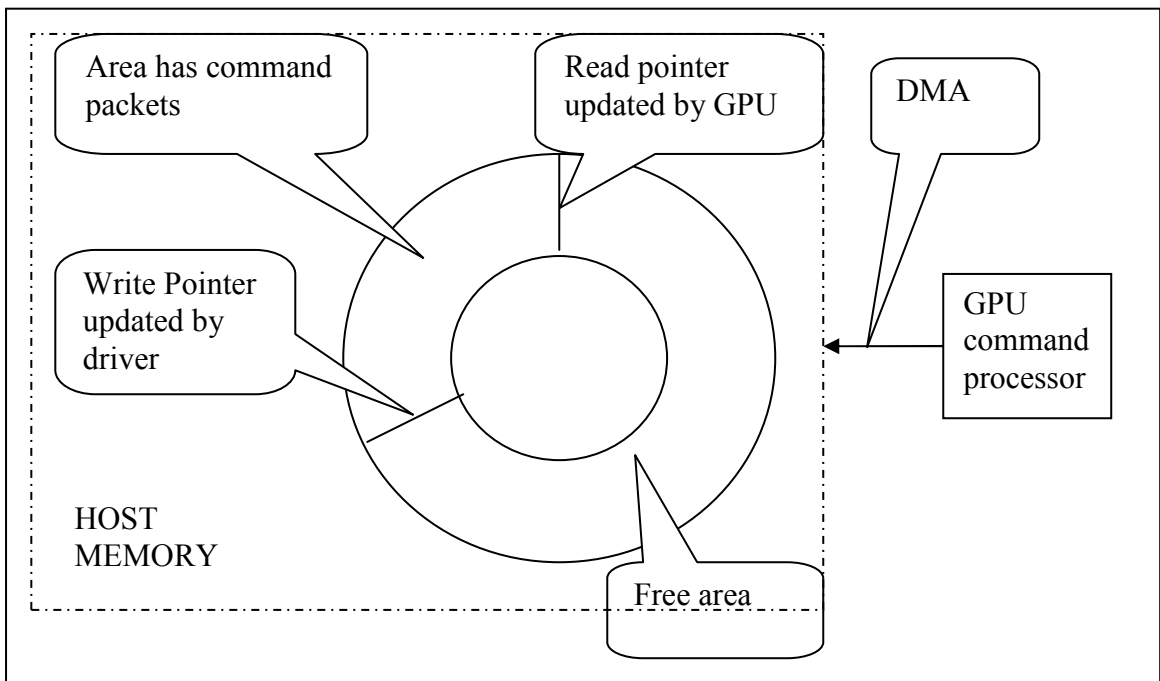 Area has command
packets
Read pointer
updated by GPU
DMA
Write Pointer
updated by
driver
GPU
command
processor
HOST
MEMORY
Free area